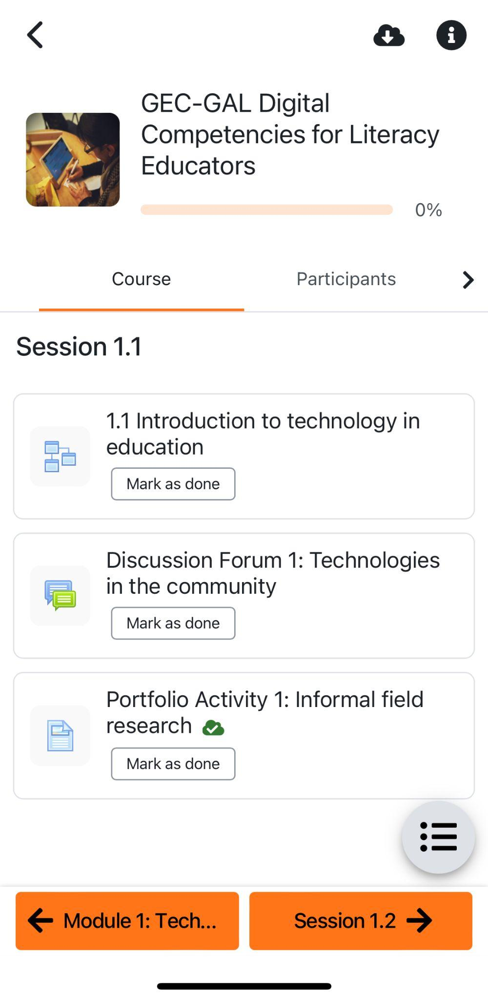 GEC-GAL Digital
Competencies for Literacy
Educators
0%
Course
Participants
Session 1.1
1.1 Introduction to technology in
education
Mark as done
Discussion Forum 1: Technologies
in the community
Mark as done
Portfolio Activity 1: Informal field
research
Mark as done
Module 1: Tech...
Session 1.2